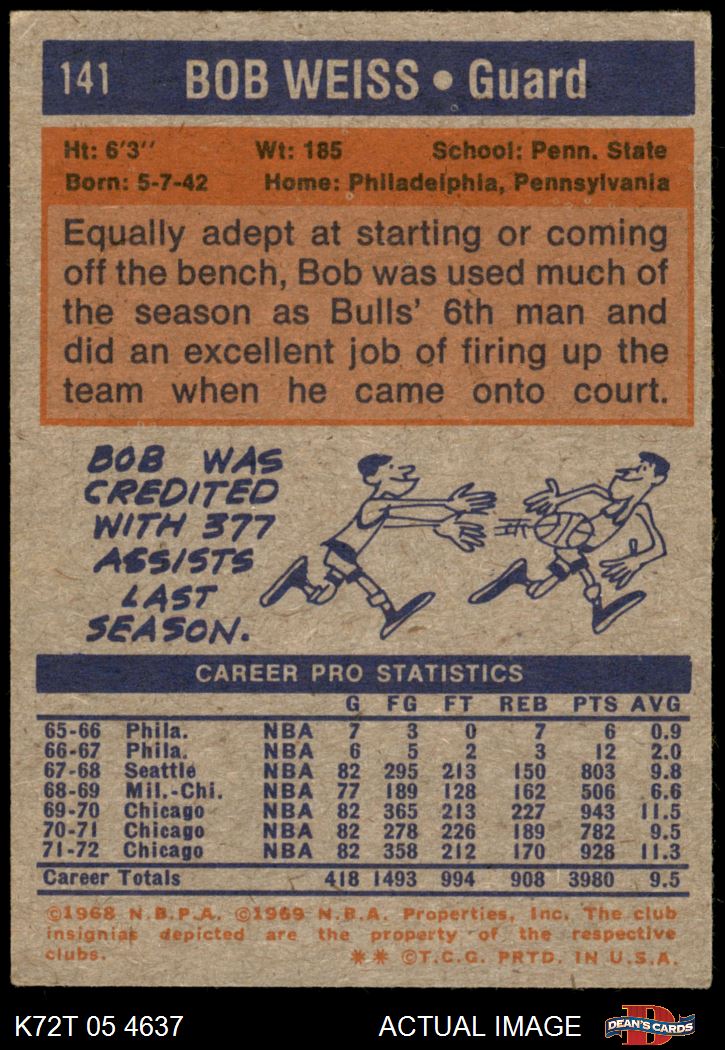 141 BOB WEISS • Guard
Ht: 6'3'' Wt: 185 School: Penn. State
Born: 5-7-42 Home: Philadelphia, Pennsylvania
Equally adept at starting or coming
off the bench, Bob was used much of
the season as Bulls' 6th man and
did an excellent job of firing up the
team when he came onto court.
BOB WAS
CREDITED
WITH 377
ASSISTS
LAST
SEASON.
CAREER PRO STATISTICS
G FG FT REB PTS AVG
65-66 Phila. NBA 7 3 0 7 6 0.9
66-67 Phila. NBA 6 5 2 3 12 2.0
67-68 Seattle NBA 82 295 213 150 803 9.8
68-69 Mil.-Chi. NBA 77 189 128 162 506 6.6
69-70 Chicago NBA 82 365 213 227 943 11.5
70-71 Chicago NBA 82 278 226 189 782 9.5
71-72 Chicago NBA 82 358 212 170 928 11.3
Career Totals 418 1493 994 908 3980 9.5
©1968 N.B.P.A. ©1969 N.B.A. Properties, Inc. The club
insignias depicted are the property of the respective
clubs. ** ©T.C.G. PRTD. IN U.S.A.
K72T 05 4637 ACTUAL IMAGE D DEAN'S CARDS